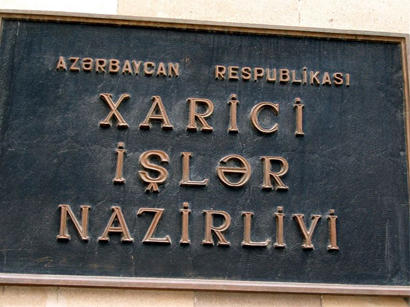 AZƏRBAYCAN RESPUBLİKASI
XARİCİ
İŞLƏR
NAZİRLİYİ